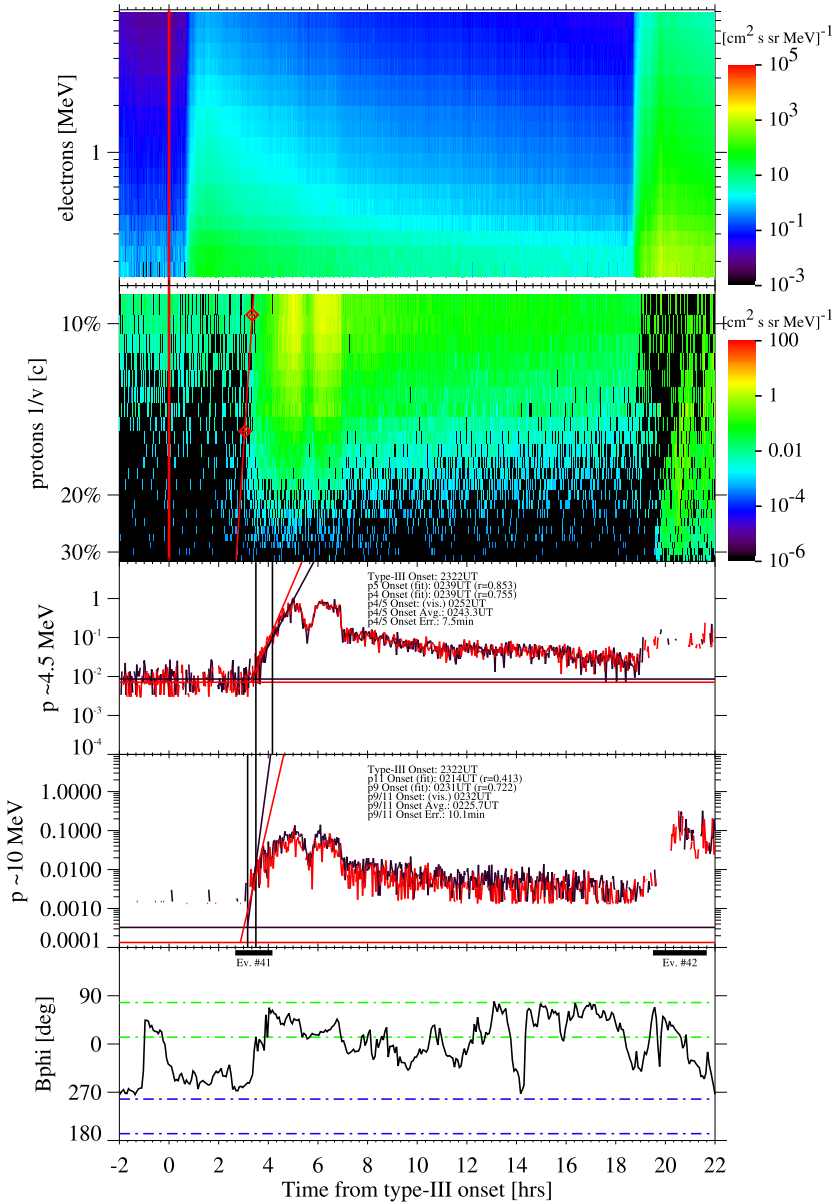 [cm2 s sr MeV]-1
105
103
10
10-1
10-3
electrons [MeV]
1
[cm2 s sr MeV]-1
100
1
0.01
10-4
10-6
protons 1/v [c]
10%
20%
30%
p ~4.5 MeV
1
10-1
10-2
10-3
10-4
Type-III Onset: 2322UT
p5 Onset (fit): 0239UT (r=0.853)
p4 Onset (fit): 0239UT (r=0.755)
p4/5 Onset: (vis.) 0252UT
p4/5 Onset Avg.: 0243.3UT
p4/5 Onset Err.: 7.5min
p ~10 MeV
1.0000
0.1000
0.0100
0.0010
0.0001
Type-III Onset: 2322UT
p11 Onset (fit): 0214UT (r=0.413)
p9 Onset (fit): 0231UT (r=0.722)
p9/11 Onset: (vis.) 0232UT
p9/11 Onset Avg.: 0225.7UT
p9/11 Onset Err.: 10.1min
Ev. #41
Ev. #42
Bphi [deg]
90
0
270
180
-2 0 2 4 6 8 10 12 14 16 18 20 22
Time from type-III onset [hrs]